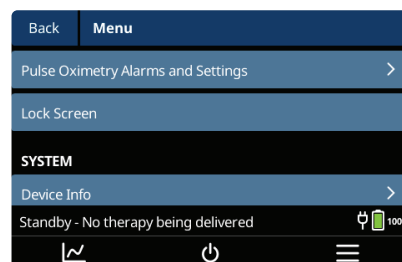 Back Menu
Pulse Oximetry Alarms and Settings
Lock Screen
SYSTEM
Device Info
Standby - No therapy being delivered 100